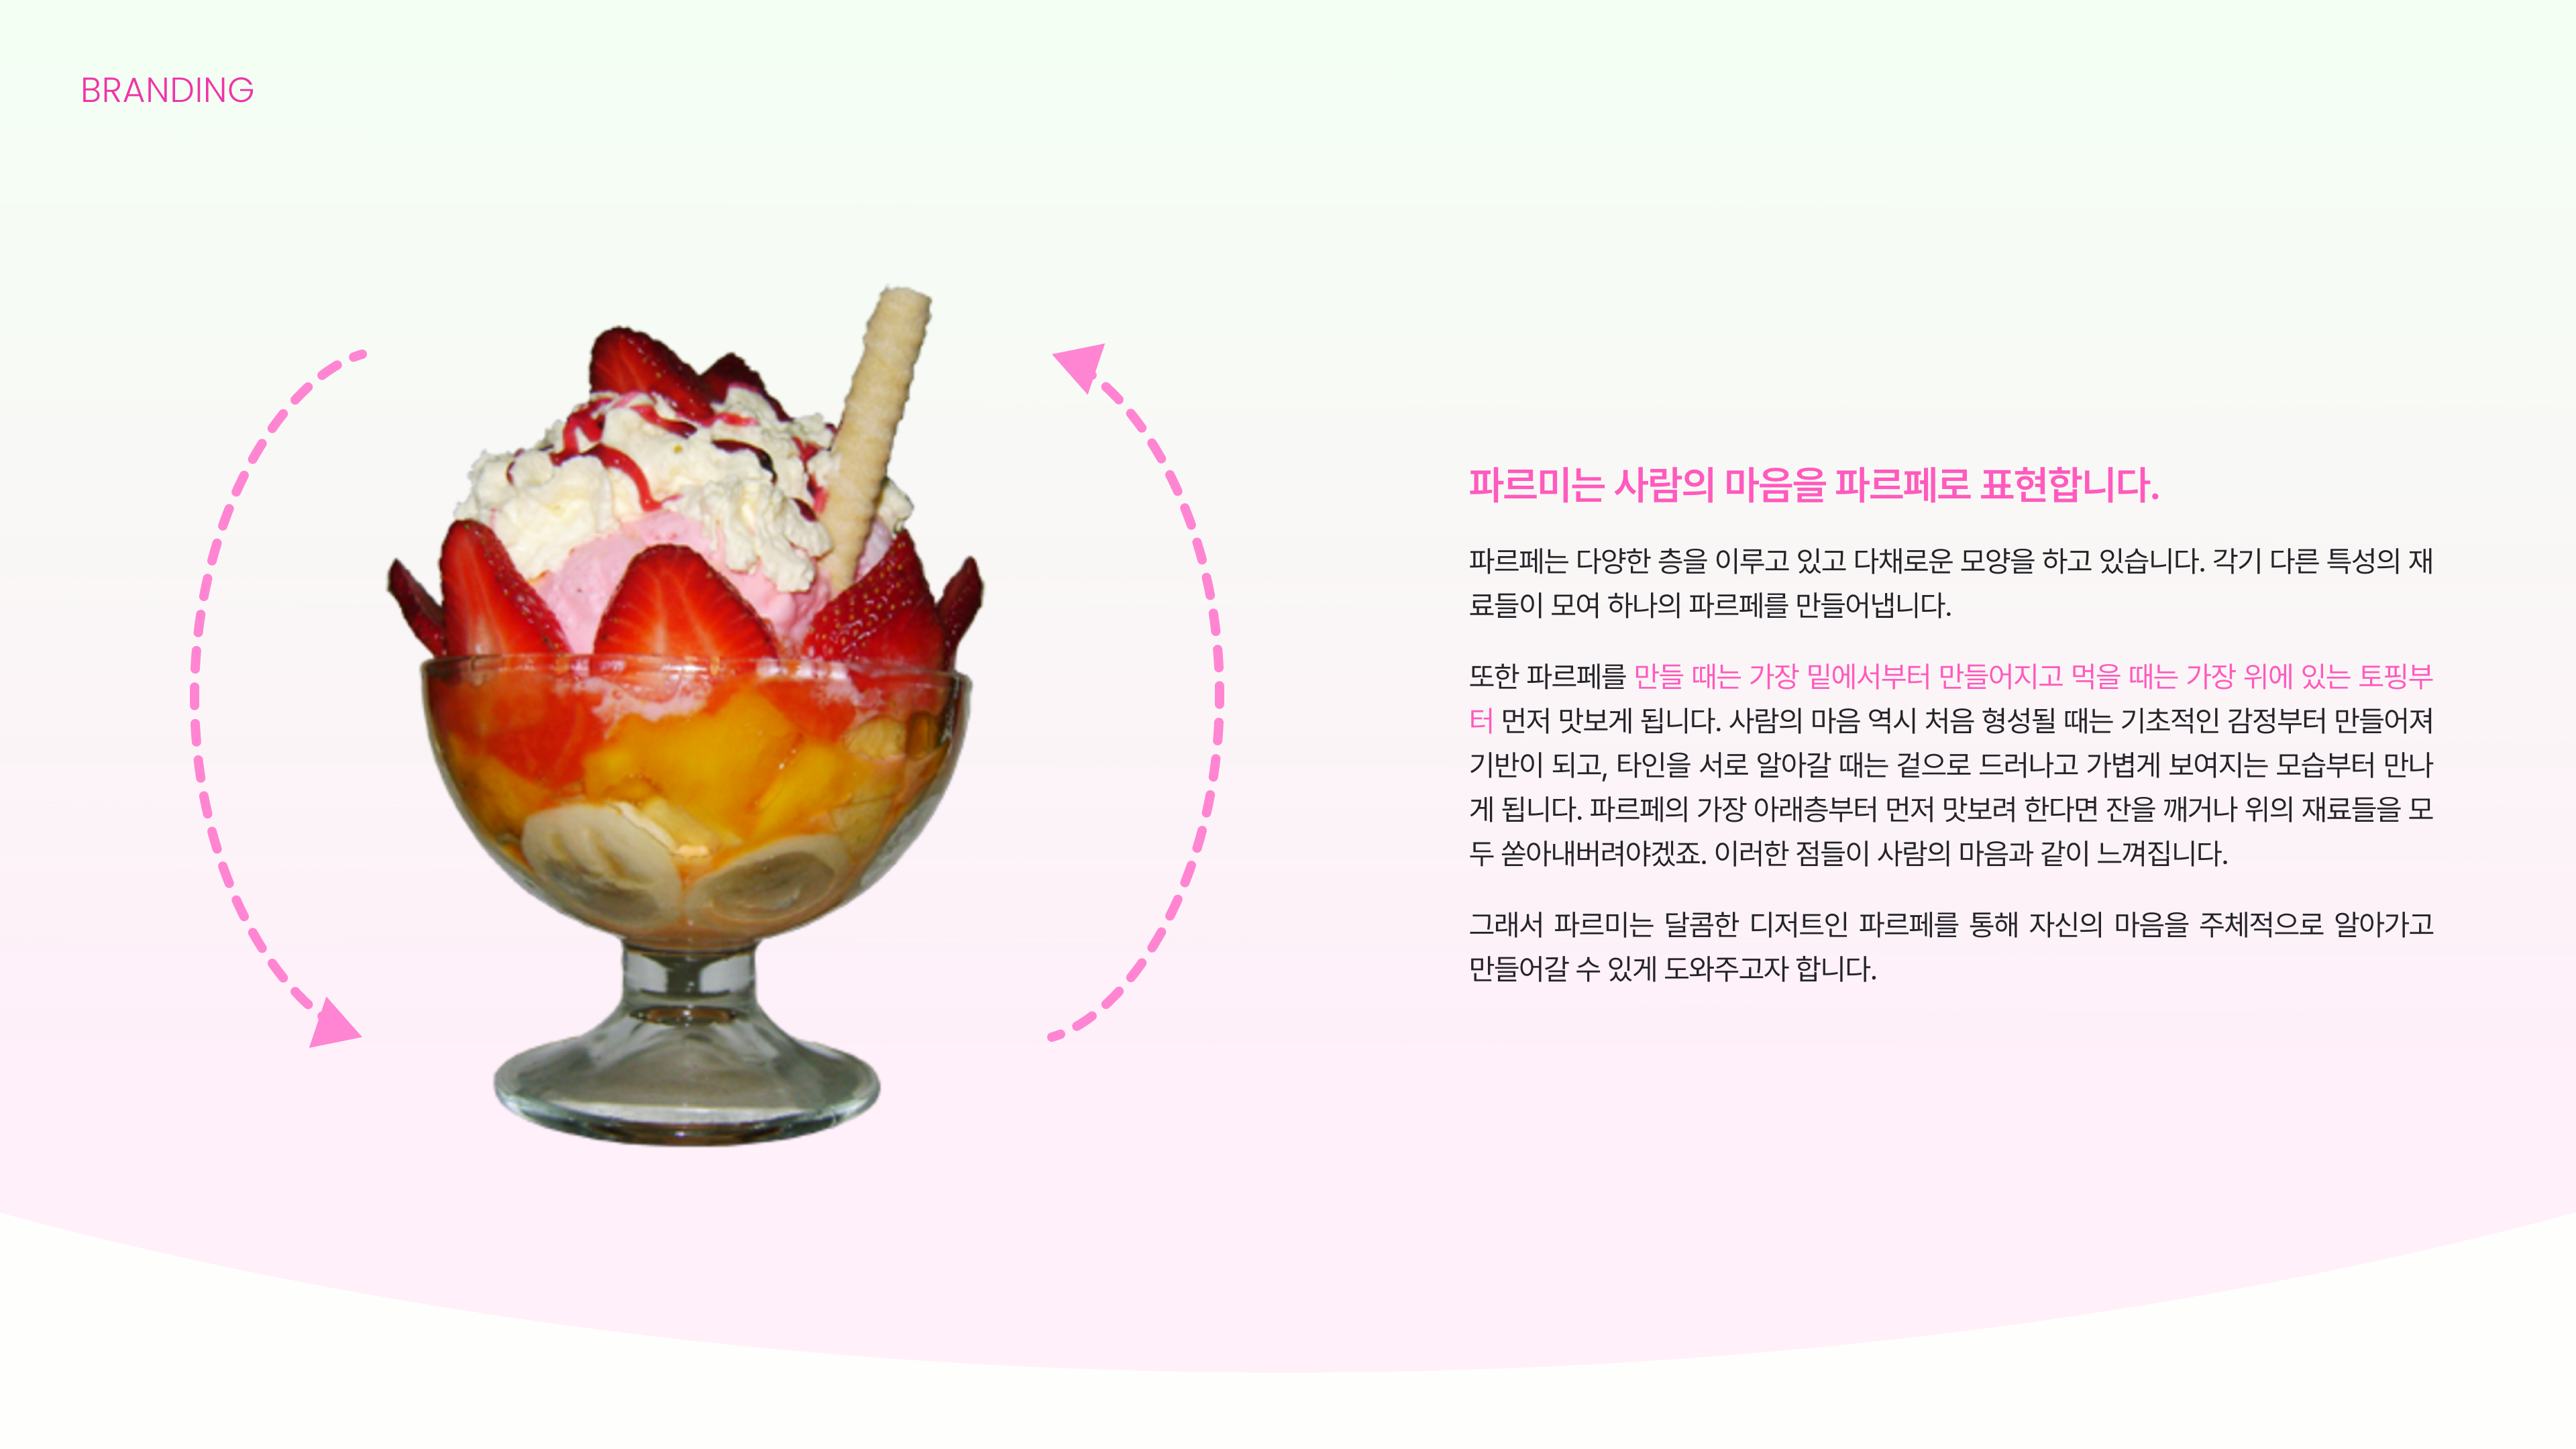 BRANDING
파르미는 사람의 마음을 파르페로 표현합니다.
파르페는 다양한 층을 이루고 있고 다채로운 모양을 하고 있습니다. 각기 다른 특성의 재
료들이 모여 하나의 파르페를 만들어냅니다.
또한 파르페를 만들 때는 가장 밑에서부터 만들어지고 먹을 때는 가장 위에 있는 토핑부
터 먼저 맛보게 됩니다. 사람의 마음 역시 처음 형성될 때는 기초적인 감정부터 만들어져
기반이 되고, 타인을 서로 알아갈 때는 겉으로 드러나고 가볍게 보여지는 모습부터 만나
게 됩니다. 파르페의 가장 아래층부터 먼저 맛보려 한다면 잔을 깨거나 위의 재료들을 모
두 쏟아내버려야겠죠. 이러한 점들이 사람의 마음과 같이 느껴집니다.
그래서 파르미는 달콤한 디저트인 파르페를 통해 자신의 마음을 주체적으로 알아가고
만들어갈 수 있게 도와주고자 합니다.